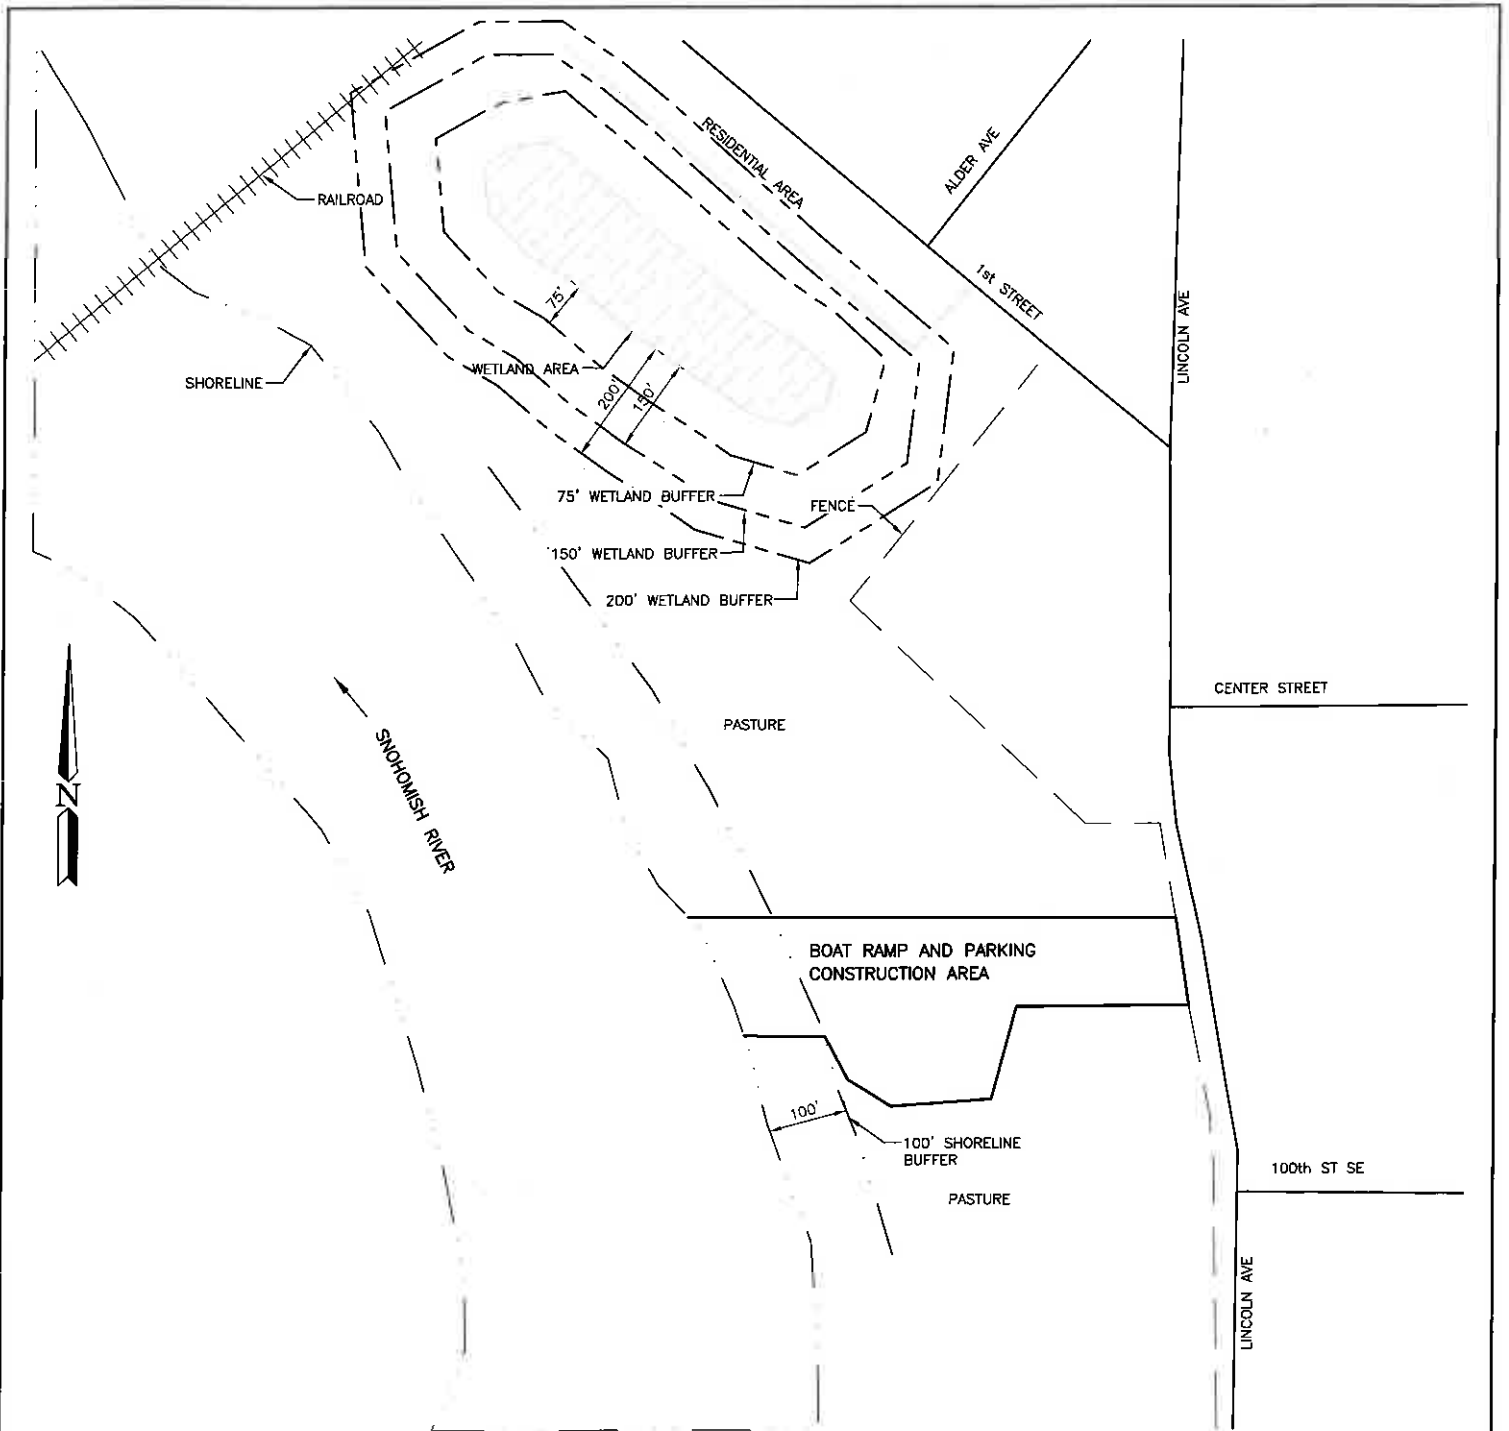 RESIDENTIAL AREA
ALDER AVE
RAILROAD
1st STREET
LINCOLN AVE
75'
SHORELINE
WETLAND AREA
200'
150'
75' WETLAND BUFFER
FENCE
150' WETLAND BUFFER
200' WETLAND BUFFER
CENTER STREET
PASTURE
N
SNOHOMISH RIVER
BOAT RAMP AND PARKING
CONSTRUCTION AREA
100'
100' SHORELINE
BUFFER
100th ST SE
PASTURE
LINCOLN AVE